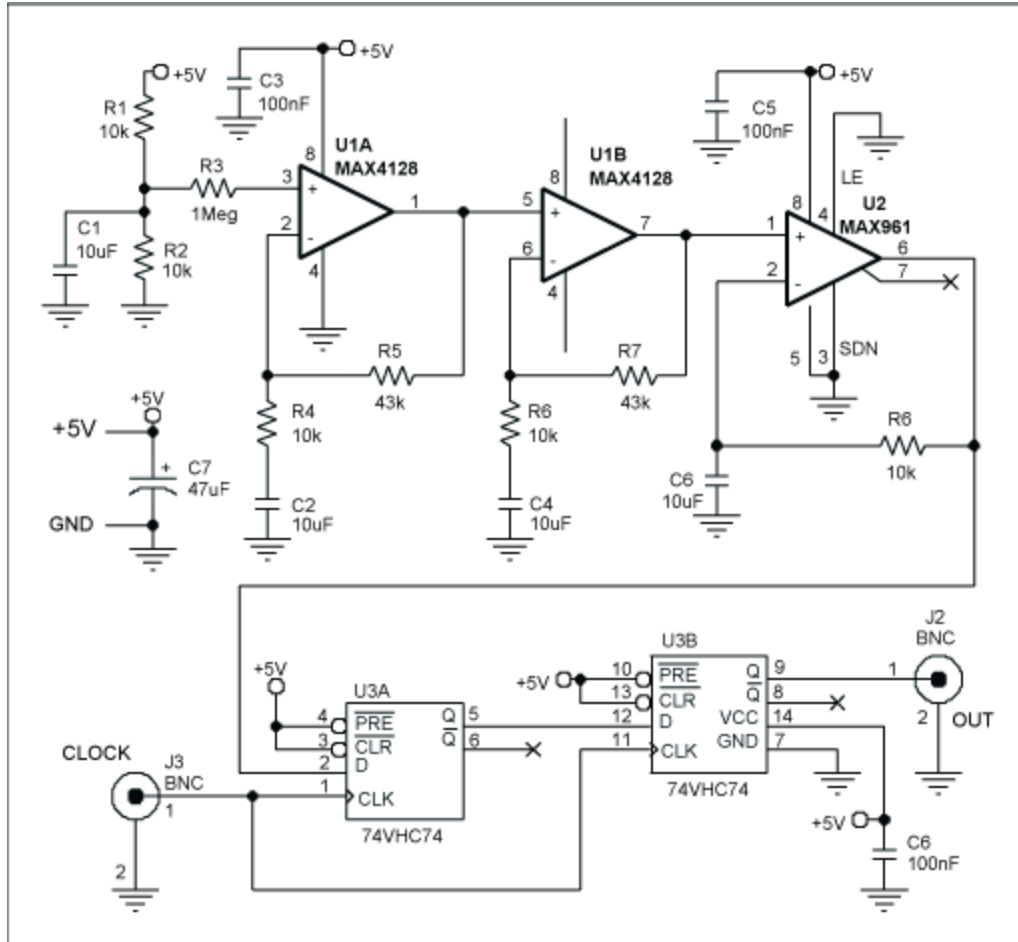 +5V
+5V
+5V
R1
10k
C3
100nF
C5
100nF
U1A
MAX4128
8
3
+
1
2
-
4
R3
1Meg
C1
10uF
R2
10k
U1B
MAX4128
8
5
+
7
6
-
4
LE
U2
MAX961
8
4
1
+
6
7
2
-
5
3
SDN
R5
43k
R7
43k
R4
10k
R6
10k
R6
10k
C2
10uF
C4
10uF
C6
10uF
+5V
+5V
+
C7
47uF
GND
U3A
+5V
4
PRE
3
CLR
2
D
1
CLK
Q
5
Q
6
74VHC74
U3B
+5V
10
PRE
13
CLR
12
D
11
CLK
Q
9
Q
8
VCC
14
GND
7
74VHC74
J2
BNC
1
2
OUT
CLOCK
J3
BNC
1
2
+5V
C6
100nF